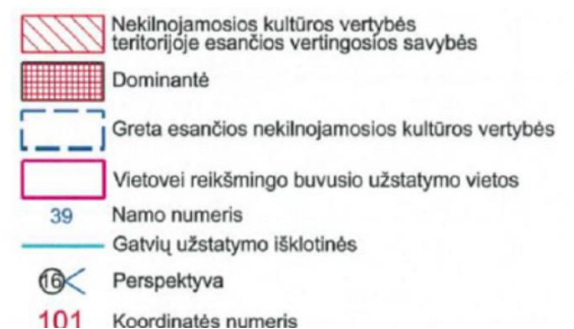 Nekilnojamosios kultūros vertybės
teritorijoje esančios vertingosios savybės
Dominantė
Greta esančios nekilnojamosios kultūros vertybės
Vietovei reikšmingo buvusio užstatymo vietos
39 Namo numeris
Gatvių užstatymo išklotinės
16 Perspektyva
101 Koordinatės numeris